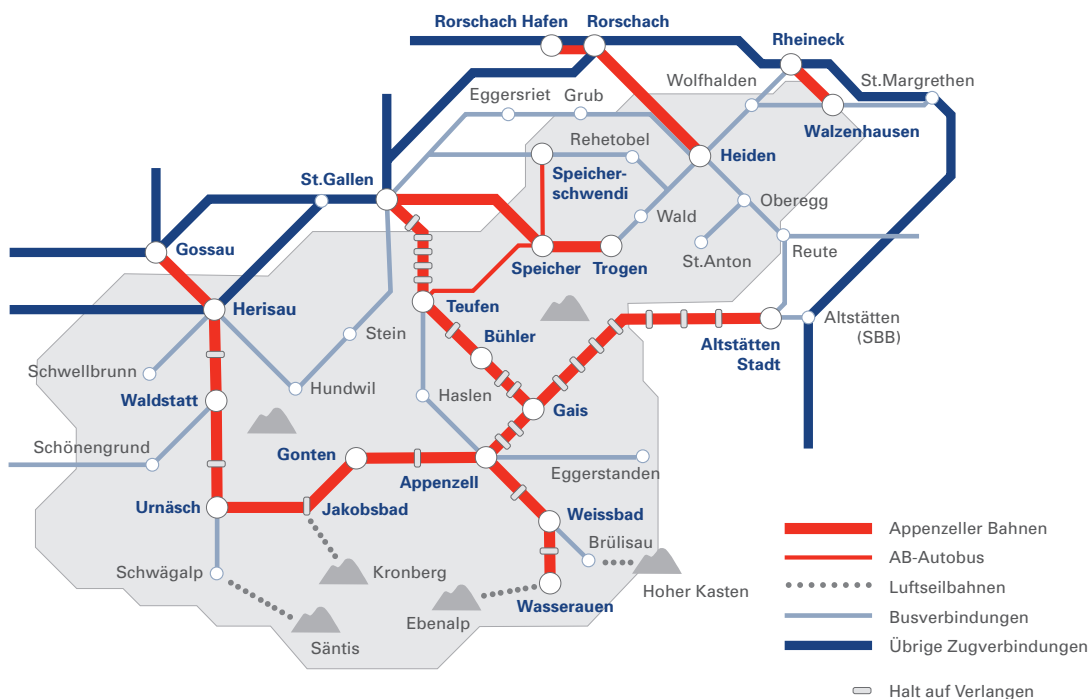 Rorschach Hafen
Rorschach
Rheineck
Wolfhalden
St.Margrethen
Eggersriet
Grub
Walzenhausen
Rehetobel
Heiden
St.Gallen
Speicher-
schwendi
Oberegg
Wald
Gossau
Speicher
Trogen
St.Anton
Reute
Herisau
Teufen
Stein
Bühler
Altstätten
Stadt
Altstätten
(SBB)
Schwellbrunn
Hundwil
Haslen
Waldstatt
Gais
Schönengrund
Gonten
Appenzell
Eggerstanden
Urnäsch
Jakobsbad
Weissbad
Brülisau
Schwägalp
Kronberg
Hoher Kasten
Wasserauen
Ebenalp
Säntis
Appenzeller Bahnen
AB-Autobus
Luftseilbahnen
Busverbindungen
Übrige Zugverbindungen
Halt auf Verlangen